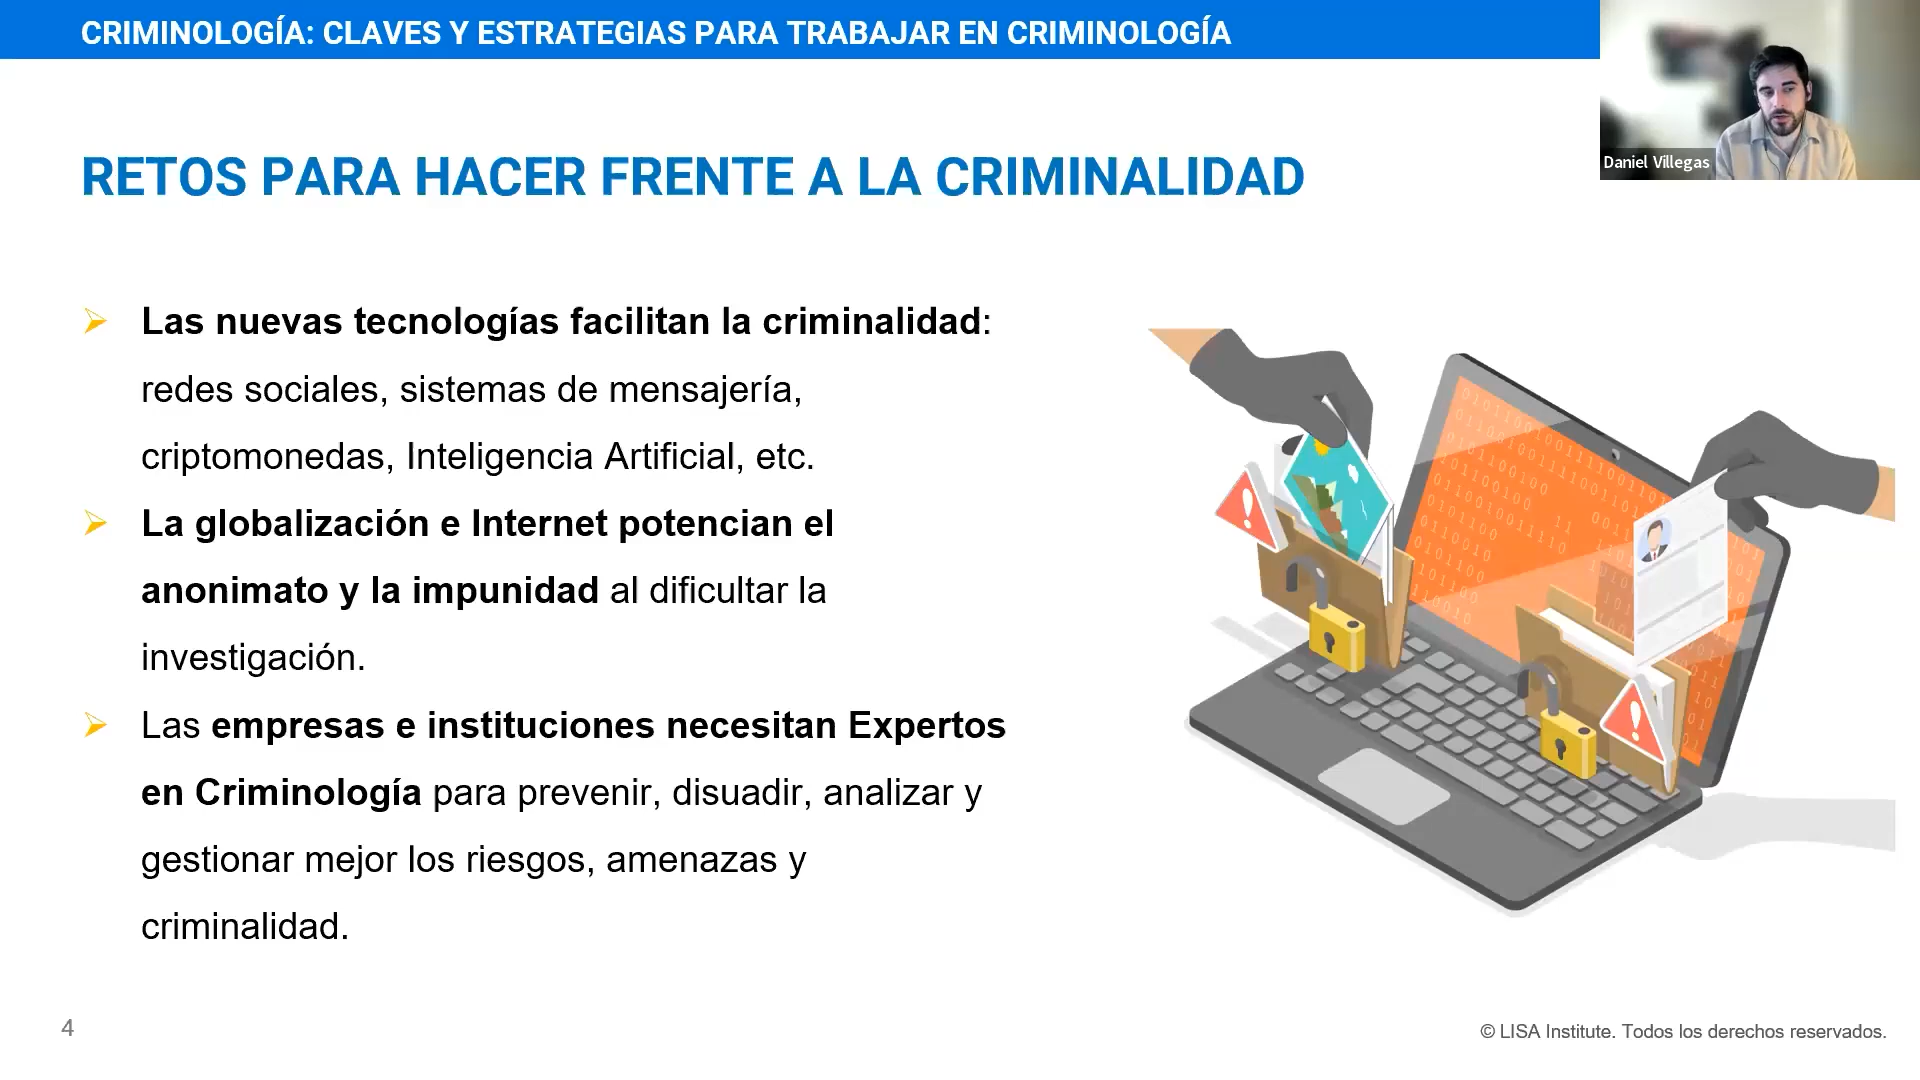 CRIMINOLOGÍA: CLAVES Y ESTRATEGIAS PARA TRABAJAR EN CRIMINOLOGÍA
Daniel Villegas
RETOS PARA HACER FRENTE A LA CRIMINALIDAD
Las nuevas tecnologías facilitan la criminalidad:
redes sociales, sistemas de mensajería,
criptomonedas, Inteligencia Artificial, etc.
La globalización e Internet potencian el
anonimato y la impunidad al dificultar la
investigación.
Las empresas e instituciones necesitan Expertos
en Criminología para prevenir, disuadir, analizar y
gestionar mejor los riesgos, amenazas y
criminalidad.
4
© LISA Institute. Todos los derechos reservados.